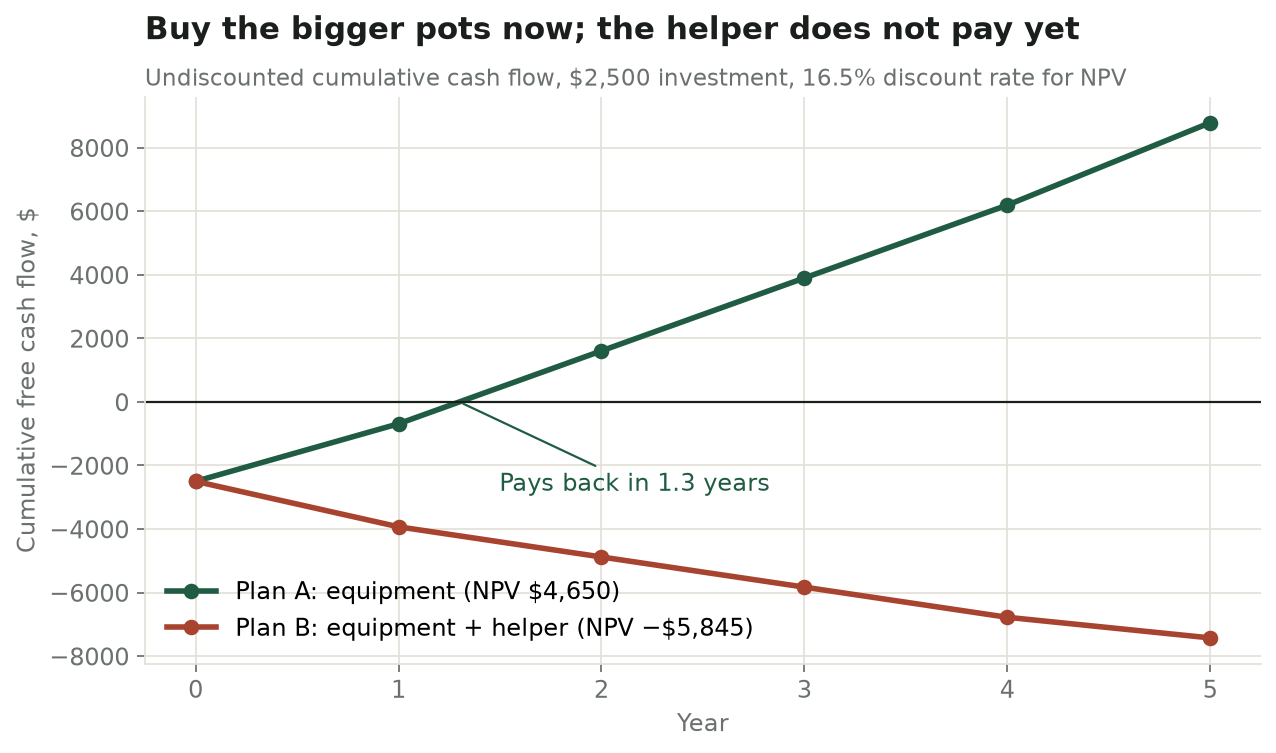 Buy the bigger pots now; the helper does not pay yet
Undiscounted cumulative cash flow, $2,500 investment, 16.5% discount rate for NPV
Cumulative free cash flow, $
8000
6000
4000
2000
0
−2000
−4000
−6000
−8000
Pays back in 1.3 years
Plan A: equipment (NPV $4,650)
Plan B: equipment + helper (NPV −$5,845)
0 1 2 3 4 5
Year